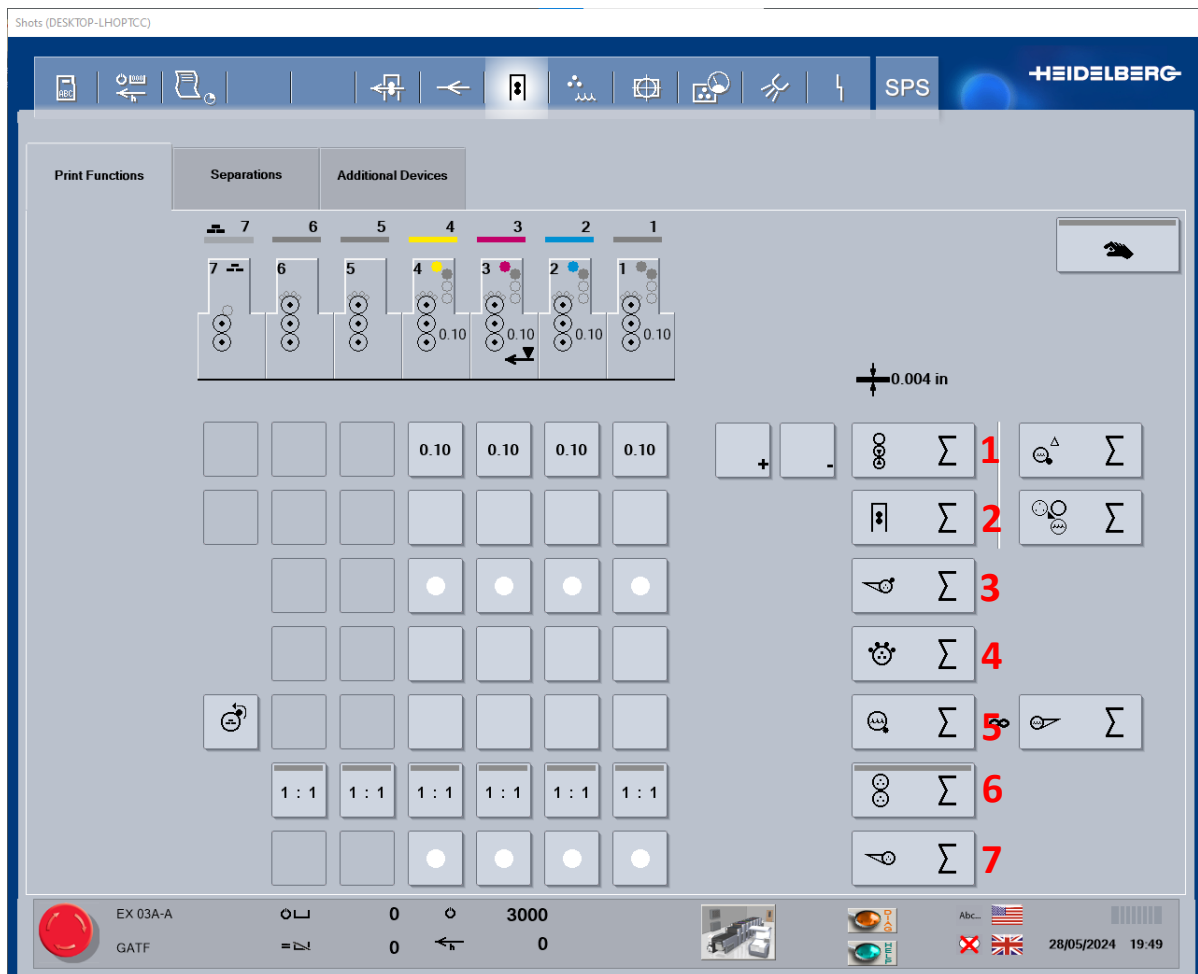 Shots (DESKTOP-LHOPTCC)
ABC
h
SPS
HEIDELBERG
Print Functions
Separations
Additional Devices
7 6 5 4 3 2 1
7 6 5 4 3 2 1
0.10 0.10 0.10 0.10
0.004 in
0.10 0.10 0.10 0.10 + - Σ 1 Σ
Σ 2 Σ
Σ 3
Σ 4
Σ 5 Σ
1 : 1 1 : 1 1 : 1 1 : 1 1 : 1 1 : 1 Σ 6
Σ 7
EX 03A-A 0 3000 DIAG Abc...
GATF 0 h 0 HELP 28/05/2024 19:49